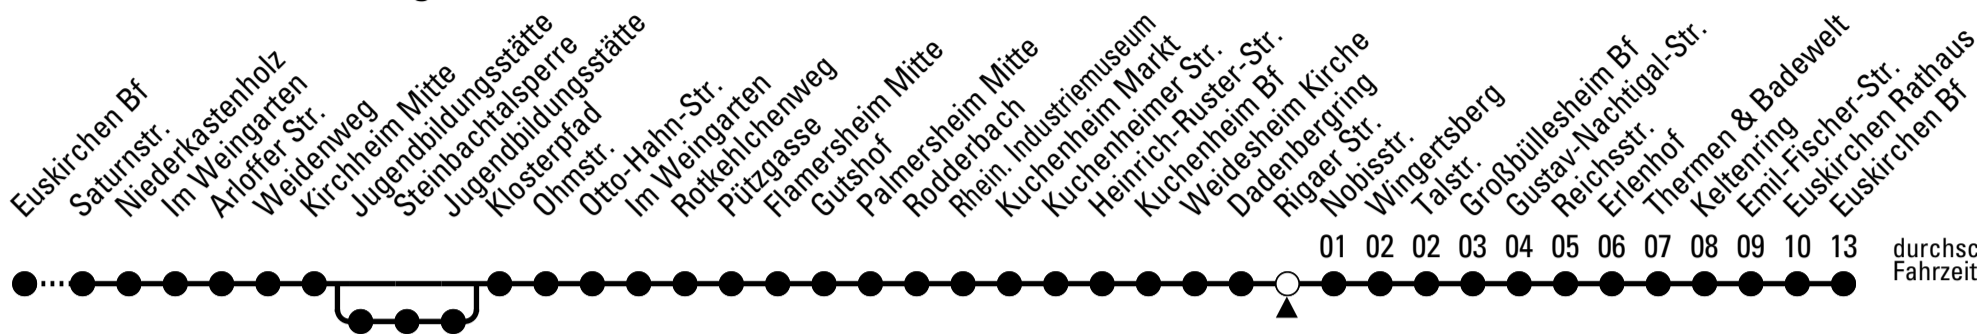 Euskirchen Bf
Saturnstr.
Niederkastenholz
Im Weingarten
Arloffer Str.
Weidenweg
Kirchheim Mitte
Jugendbildungsstätte
Steinbachtalsperre
Jugendbildungsstätte
Klosterpfad
Ohmstr.
Otto-Hahn-Str.
Im Weingarten
Rotkehlchenweg
Pützgasse
Flamersheim Mitte
Gutshof
Palmersheim Mitte
Rodderbach
Rhein. Industriemuseum
Kuchenheim Markt
Kuchenheimer Str.
Heinrich-Ruster-Str.
Kuchenheim Bf
Weidesheim Kirche
Dadenbergring
Rigaer Str.
Nobisstr.
Wingertsberg
Talstr.
Großbüllesheim Bf
Gustav-Nachtigal-Str.
Reichsstr.
Erlenhof
Thermen & Badewelt
Keltenring
Emil-Fischer-Str.
Euskirchen Rathaus
Euskirchen Bf
01 02 02 03 04 05 06 07 08 09 10 13
durchsc
Fahrzeit